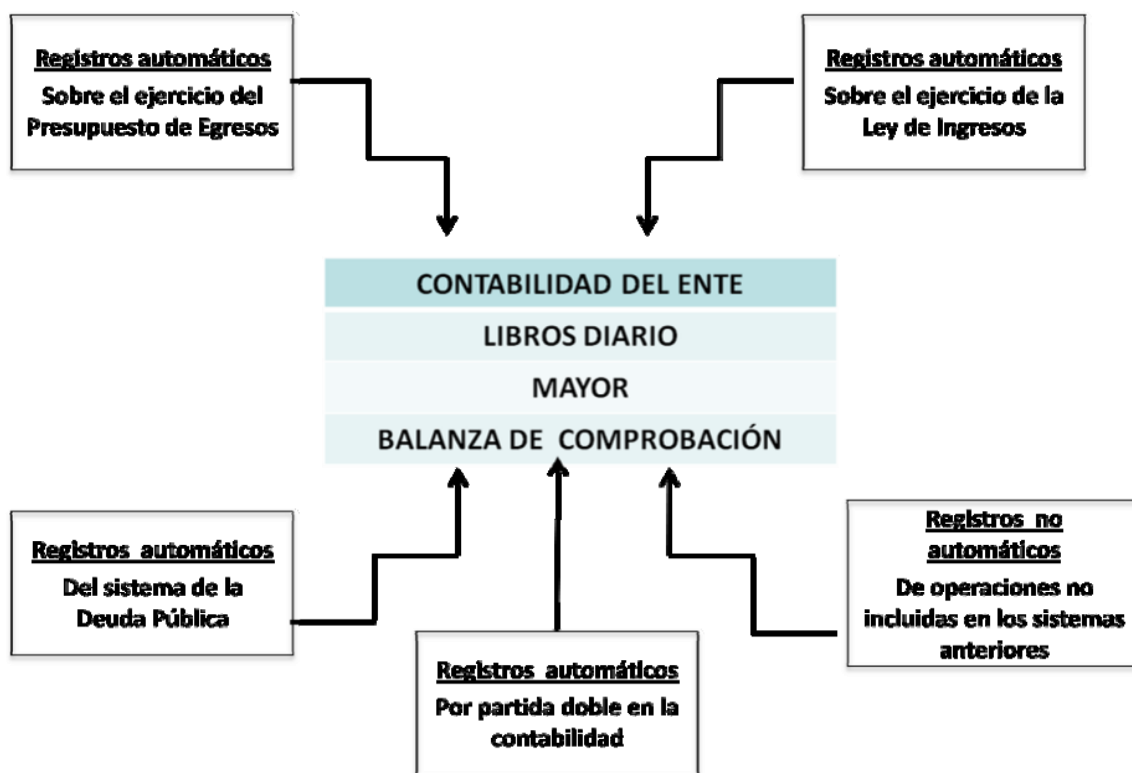 Registros automáticos
Sobre el ejercicio del
Presupuesto de Egresos
Registros automáticos
Sobre el ejercicio de la
Ley de Ingresos
CONTABILIDAD DEL ENTE
LIBROS DIARIO
MAYOR
BALANZA DE COMPROBACIÓN
Registros automáticos
Del sistema de la
Deuda Pública
Registros automáticos
Por partida doble en la
contabilidad
Registros no
automáticos
De operaciones no
incluidas en los sistemas
anteriores